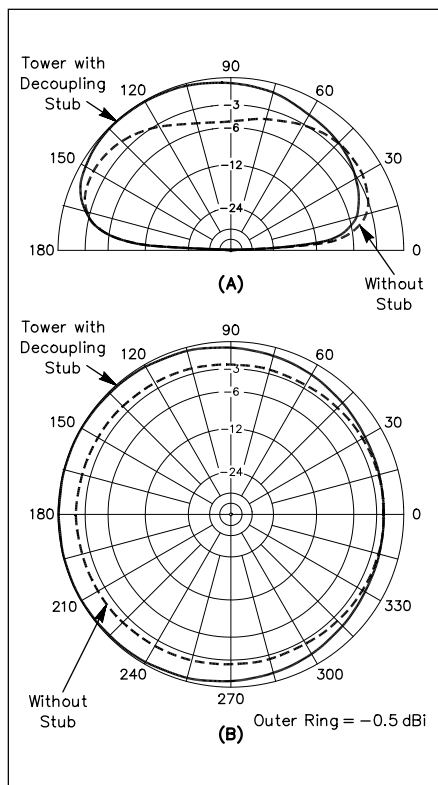 Tower with
Decoupling
Stub
90
120
60
150
30
180
0
-3
-6
-12
-24
Without
Stub
(A)
Tower with
Decoupling
Stub
90
120
60
150
30
180
0
210
330
240
300
270
-3
-6
-12
-24
Without
Stub
Outer Ring = -0.5 dBi
(B)